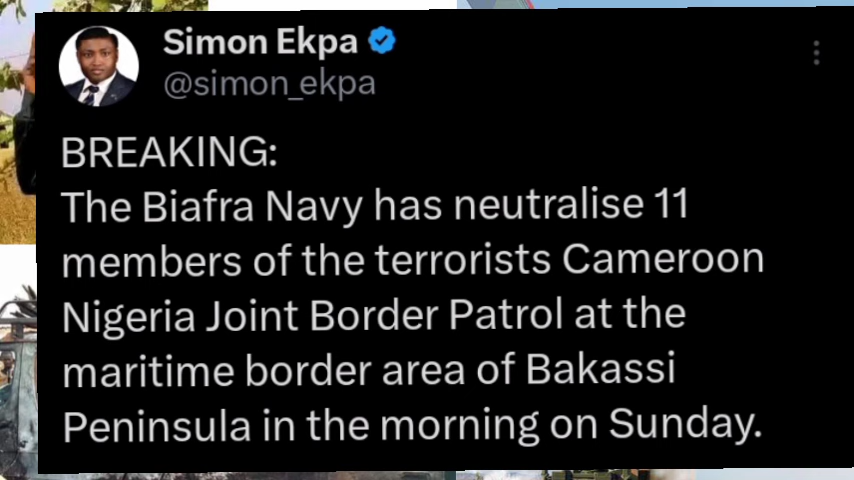 Simon Ekpa
@simon_ekpa
BREAKING:
The Biafra Navy has neutralise 11
members of the terrorists Cameroon
Nigeria Joint Border Patrol at the
maritime border area of Bakassi
Peninsula in the morning on Sunday.